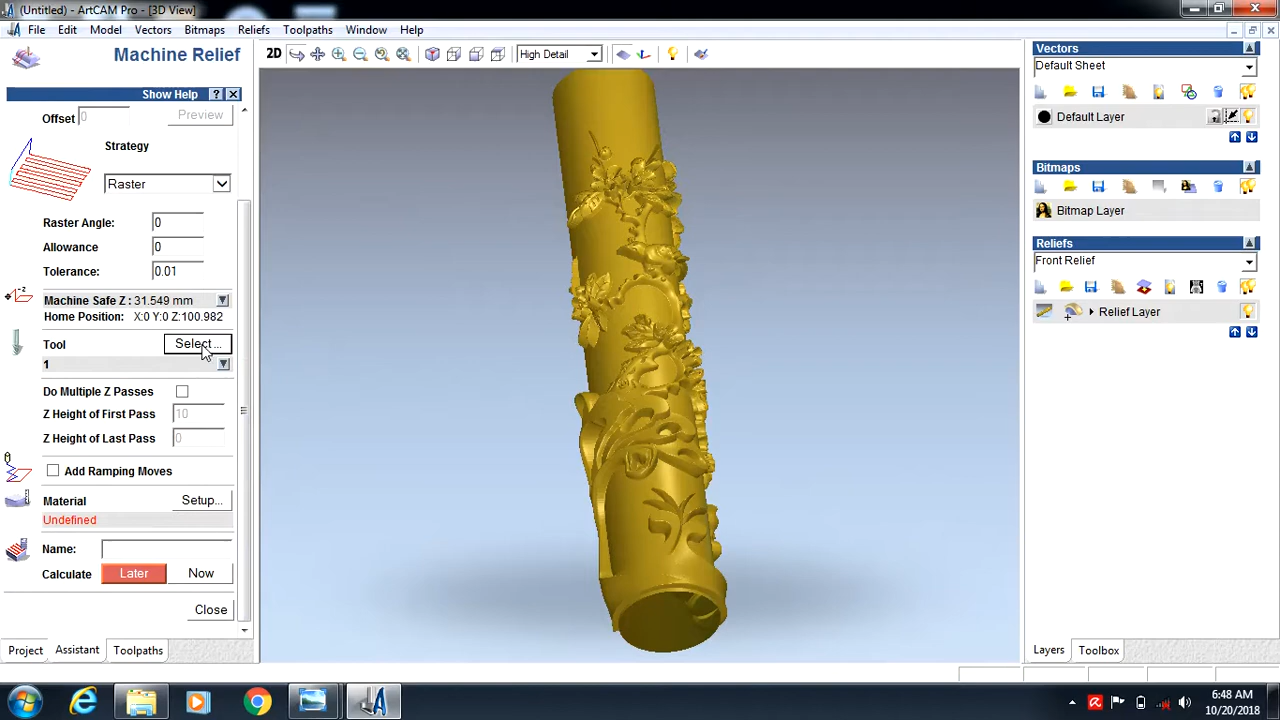 (Untitled) - ArtCAM Pro - [3D View]
File Edit Model Vectors Bitmaps Reliefs Toolpaths Window Help
Machine Relief
2D
High Detail
Show Help ? X
Offset 0 Preview
Strategy
Raster
Raster Angle: 0
Allowance 0
Tolerance: 0.01
Machine Safe Z : 31.549 mm
Home Position: X:0 Y:0 Z:100.982
Tool Select ...
1
Do Multiple Z Passes
Z Height of First Pass 10
Z Height of Last Pass 0
Add Ramping Moves
Material Setup...
Undefined
Name:
Calculate Later Now
Close
Project Assistant Toolpaths
Vectors
Default Sheet
Default Layer
Bitmaps
Bitmap Layer
Reliefs
Front Relief
Relief Layer
Layers Toolbox
6:48 AM
10/20/2018